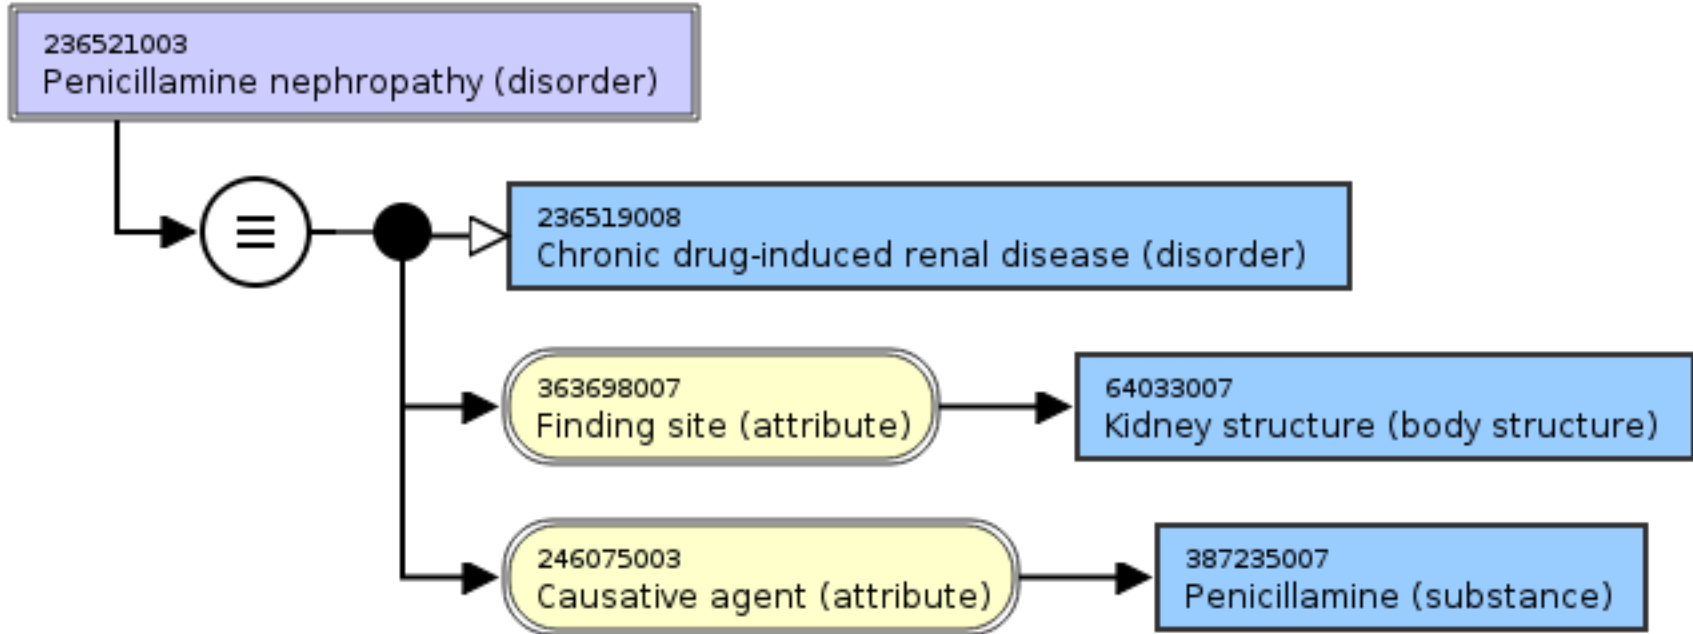 236521003
Penicillamine nephropathy (disorder)
236519008
Chronic drug-induced renal disease (disorder)
363698007
Finding site (attribute)
64033007
Kidney structure (body structure)
246075003
Causative agent (attribute)
387235007
Penicillamine (substance)